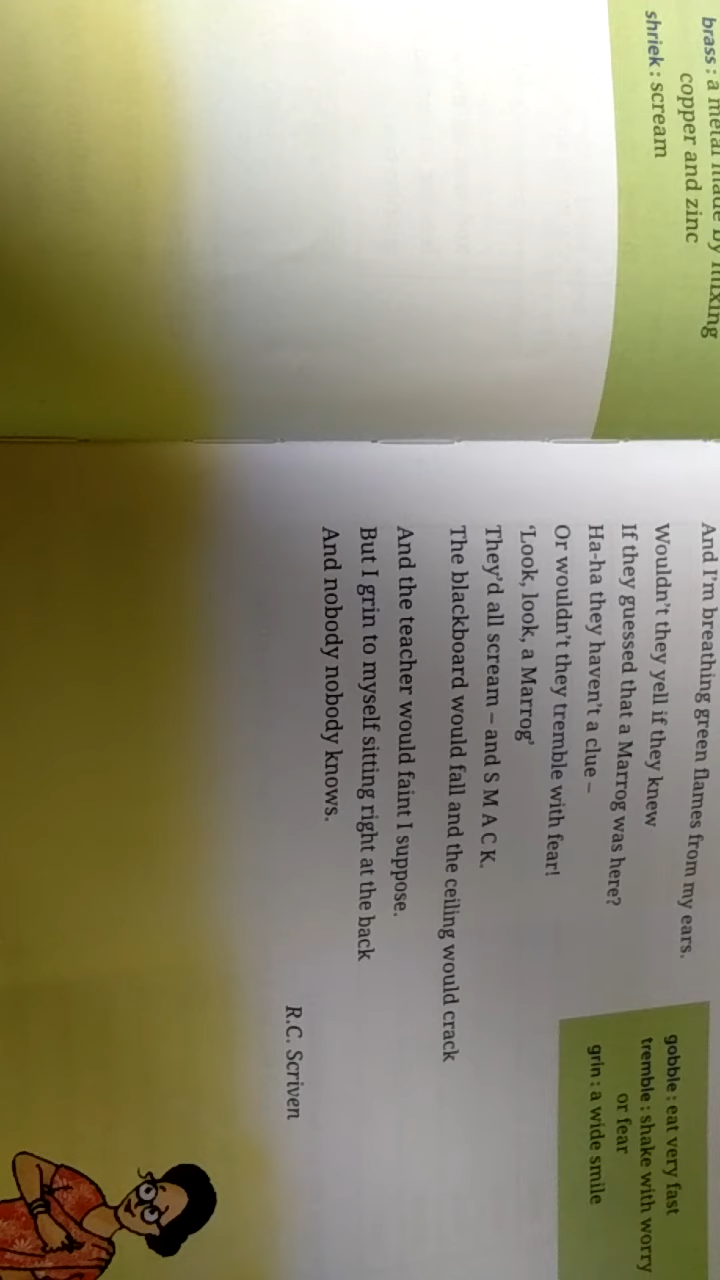 brass : a metal made by mixing
copper and zinc
shriek : scream
And I'm breathing green flames from my ears.
Wouldn't they yell if they knew
If they guessed that a Marrog was here?
Ha-ha they haven't a clue –
Or wouldn't they tremble with fear!
'Look, look, a Marrog'
They'd all scream – and S M A C K.
The blackboard would fall and the ceiling would crack
And the teacher would faint I suppose.
But I grin to myself sitting right at the back
And nobody nobody knows.
R.C. Scriven
gobble : eat very fast
tremble : shake with worry
or fear
grin : a wide smile